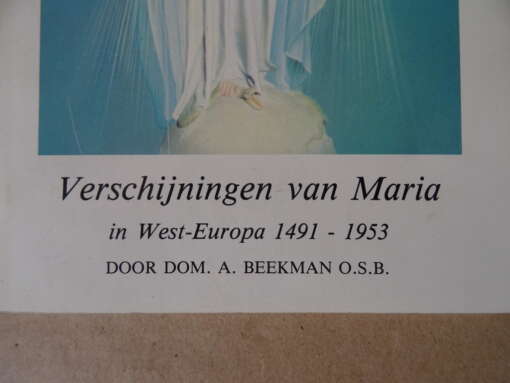 Verschijningen van Maria
in West-Europa 1491 - 1953
DOOR DOM. A. BEEKMAN O.S.B.